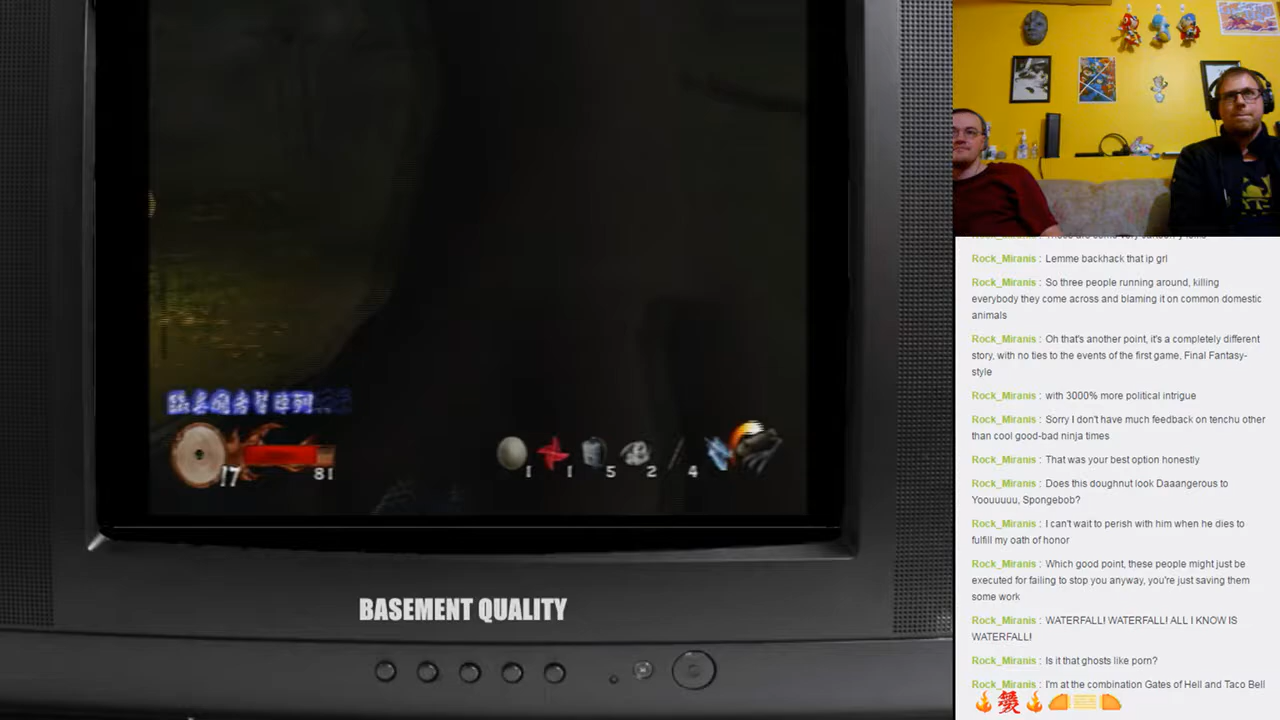 17
81
1
1
5
2
4
BASEMENT QUALITY
Rock_Miranis : Lemme backhack that ip grl
Rock_Miranis : So three people running around, killing
everybody they come across and blaming it on common domestic
animals
Rock_Miranis : Oh that's another point, it's a completely different
story, with no ties to the events of the first game, Final Fantasy-
style
Rock_Miranis : with 3000% more political intrigue
Rock_Miranis : Sorry I don't have much feedback on tenchu other
than cool good-bad ninja times
Rock_Miranis : That was your best option honestly
Rock_Miranis : Does this doughnut look Daaangerous to
Yoouuuuu, Spongebob?
Rock_Miranis : I can't wait to perish with him when he dies to
fulfill my oath of honor
Rock_Miranis : Which good point, these people might just be
executed for failing to stop you anyway, you're just saving them
some work
Rock_Miranis : WATERFALL! WATERFALL! ALL I KNOW IS
WATERFALL!
Rock_Miranis : Is it that ghosts like porn?
Rock_Miranis : I'm at the combination Gates of Hell and Taco Bell